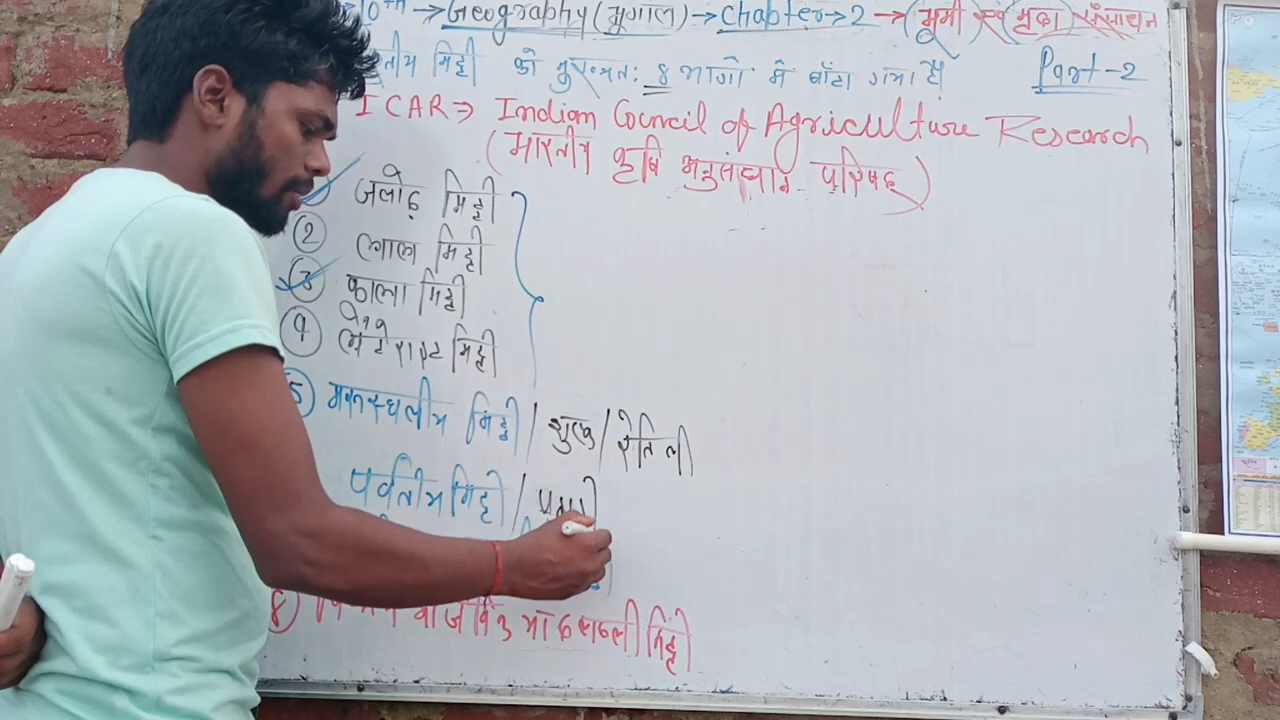 10th → Geography (भूगोल) → Chapter → 2 → (भूमी एवं मृदा संसाधन
तीय मिट्टी को मुख्यतः 8 भागों में बाँटा गया है Part-2
ICAR ⇒ Indian Council of Agriculture Research
(भारतीय कृषि अनुसंधान परिषद)
जलोढ़ मिट्टी
② लाल मिट्टी
③ काला मिट्टी
④ लेटेराइट मिट्टी
5) मरूस्थलीय मिट्टी / शुष्क / रेतिली
पर्वतीय मिट्टी /
8) दलदली मिट्टी